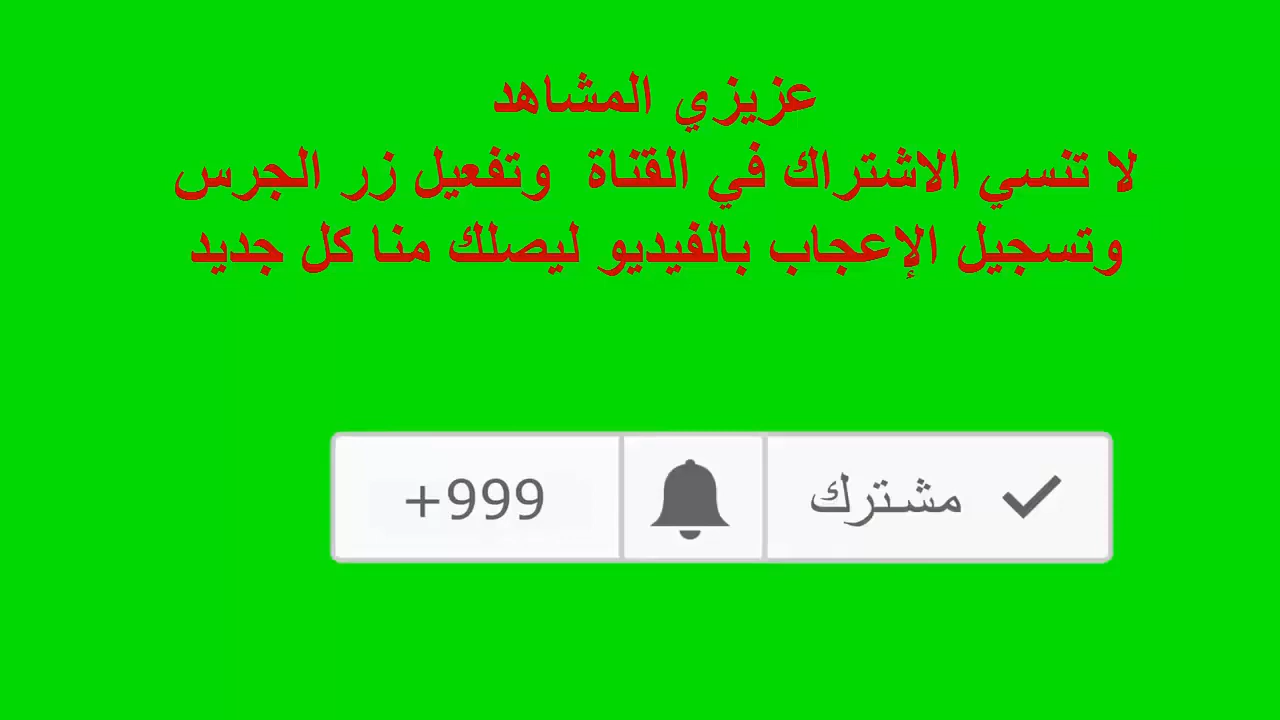 عزيزي المشاهد
لا تنسي الاشتراك في القناة وتفعيل زر الجرس
وتسجيل الإعجاب بالفيديو ليصلك منا كل جديد
مشترك
+999